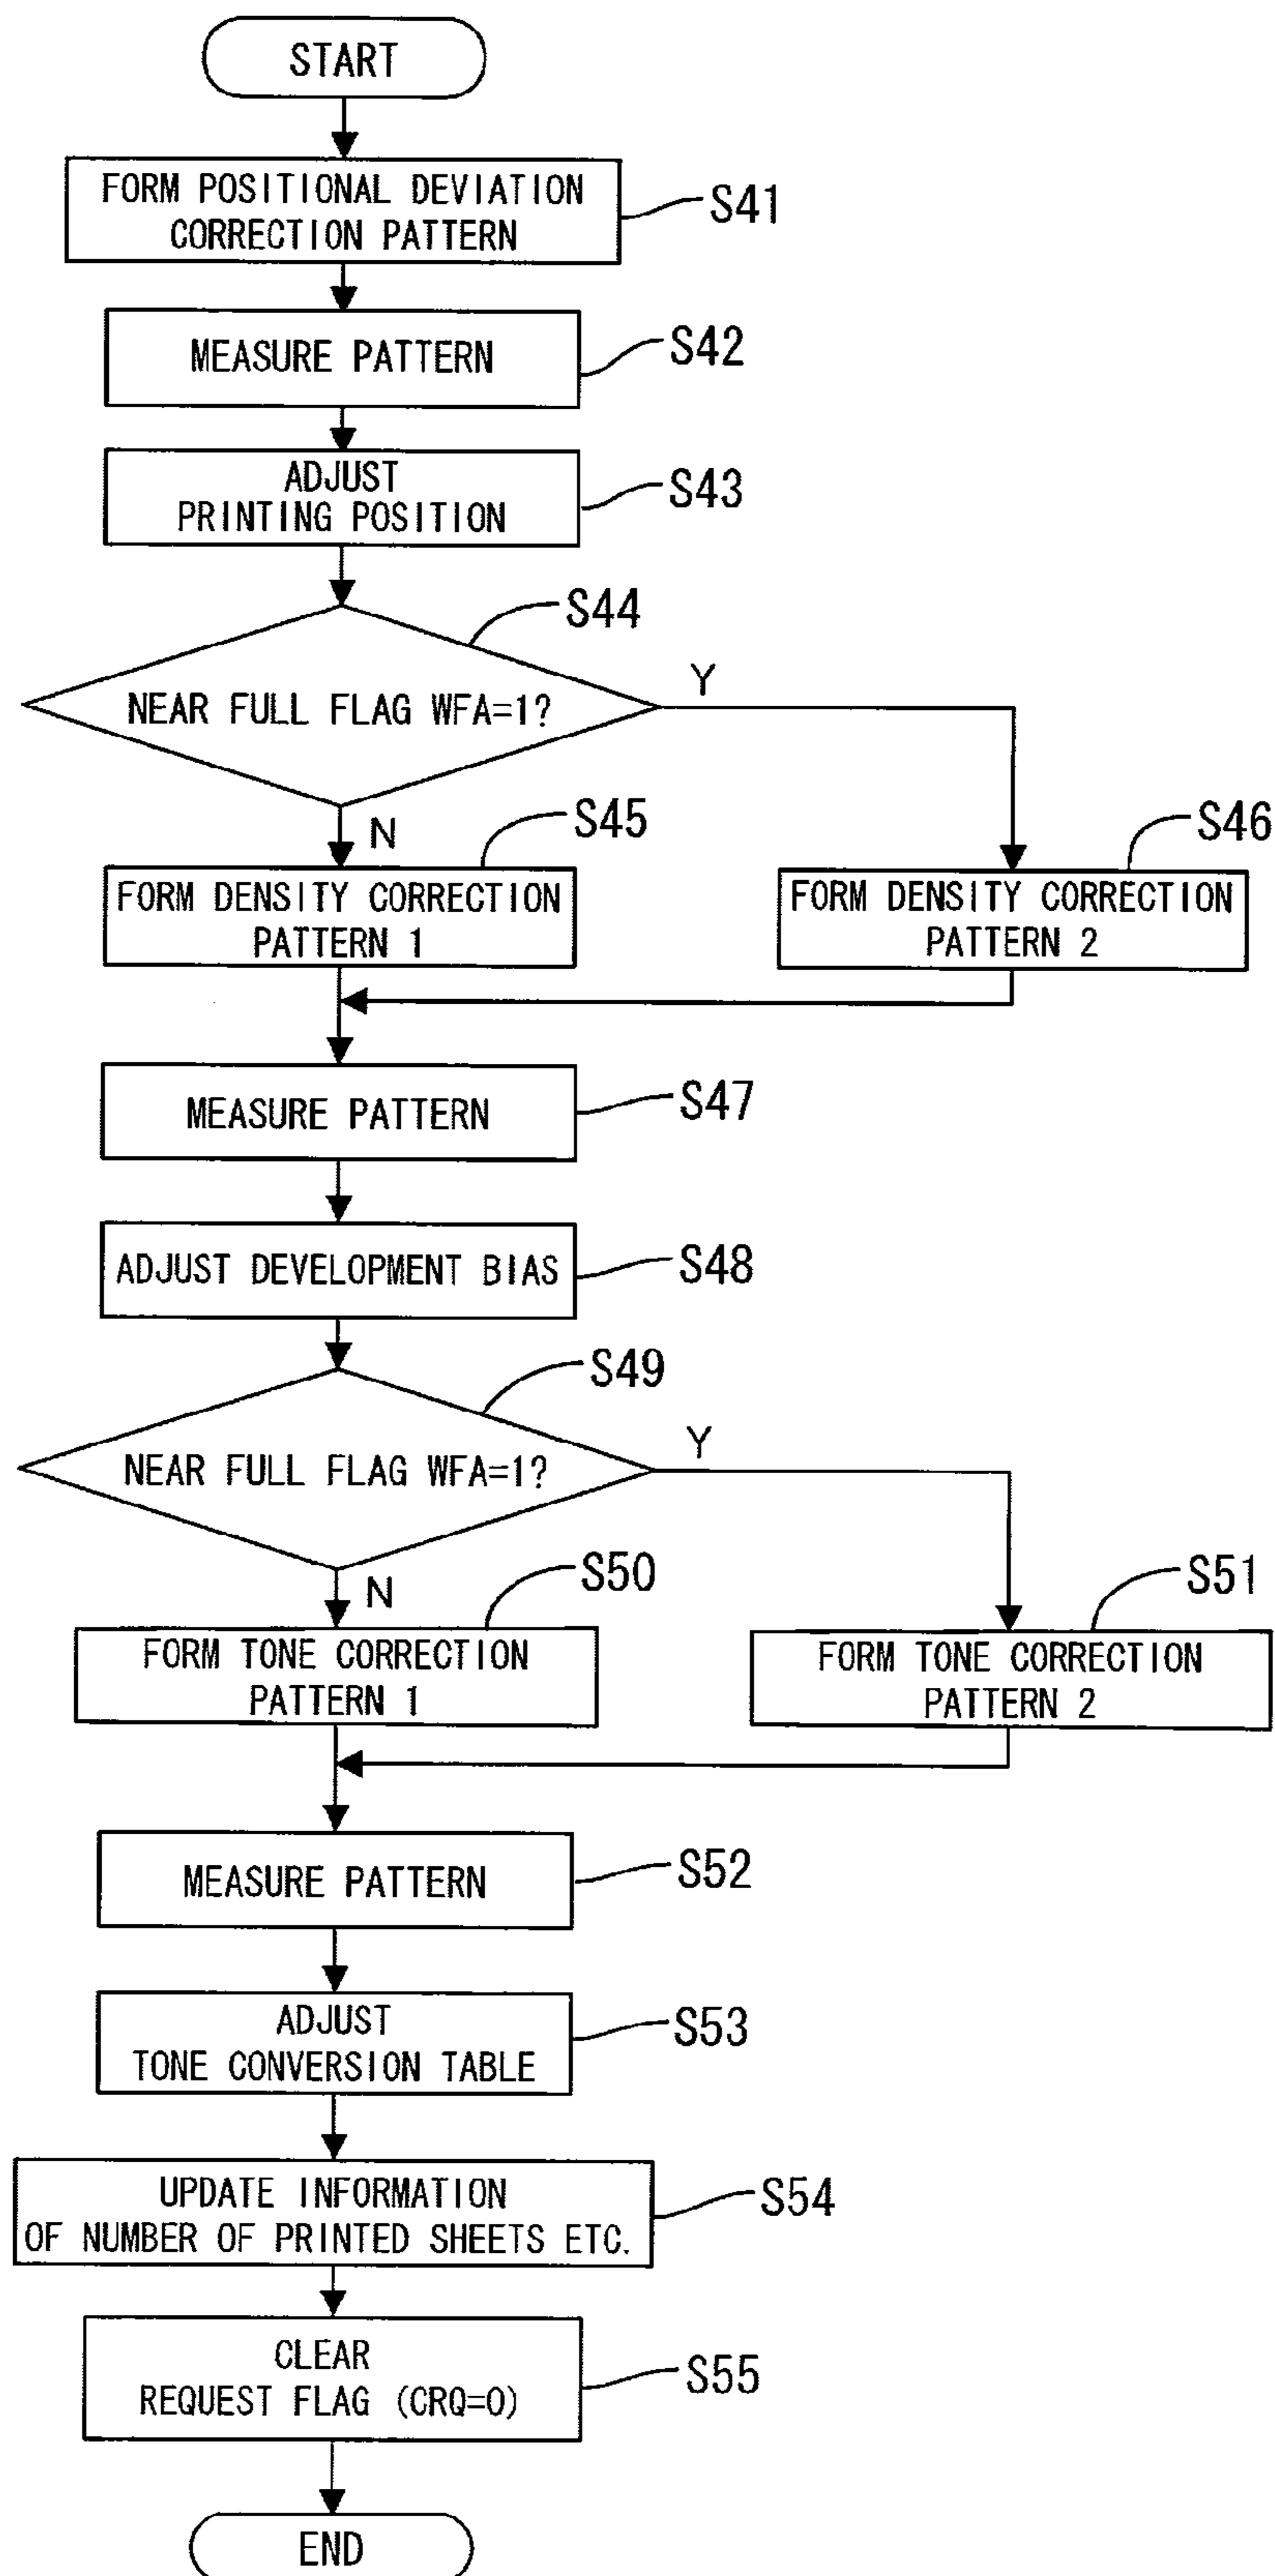 START
FORM POSITIONAL DEVIATION
CORRECTION PATTERN
S41
MEASURE PATTERN
S42
ADJUST
PRINTING POSITION
S43
S44
NEAR FULL FLAG WFA=1?
Y
N
S45
FORM DENSITY CORRECTION
PATTERN 1
S46
FORM DENSITY CORRECTION
PATTERN 2
MEASURE PATTERN
S47
ADJUST DEVELOPMENT BIAS
S48
S49
NEAR FULL FLAG WFA=1?
Y
N
S50
FORM TONE CORRECTION
PATTERN 1
S51
FORM TONE CORRECTION
PATTERN 2
MEASURE PATTERN
S52
ADJUST
TONE CONVERSION TABLE
S53
UPDATE INFORMATION
OF NUMBER OF PRINTED SHEETS ETC.
S54
CLEAR
REQUEST FLAG (CRQ=0)
S55
END